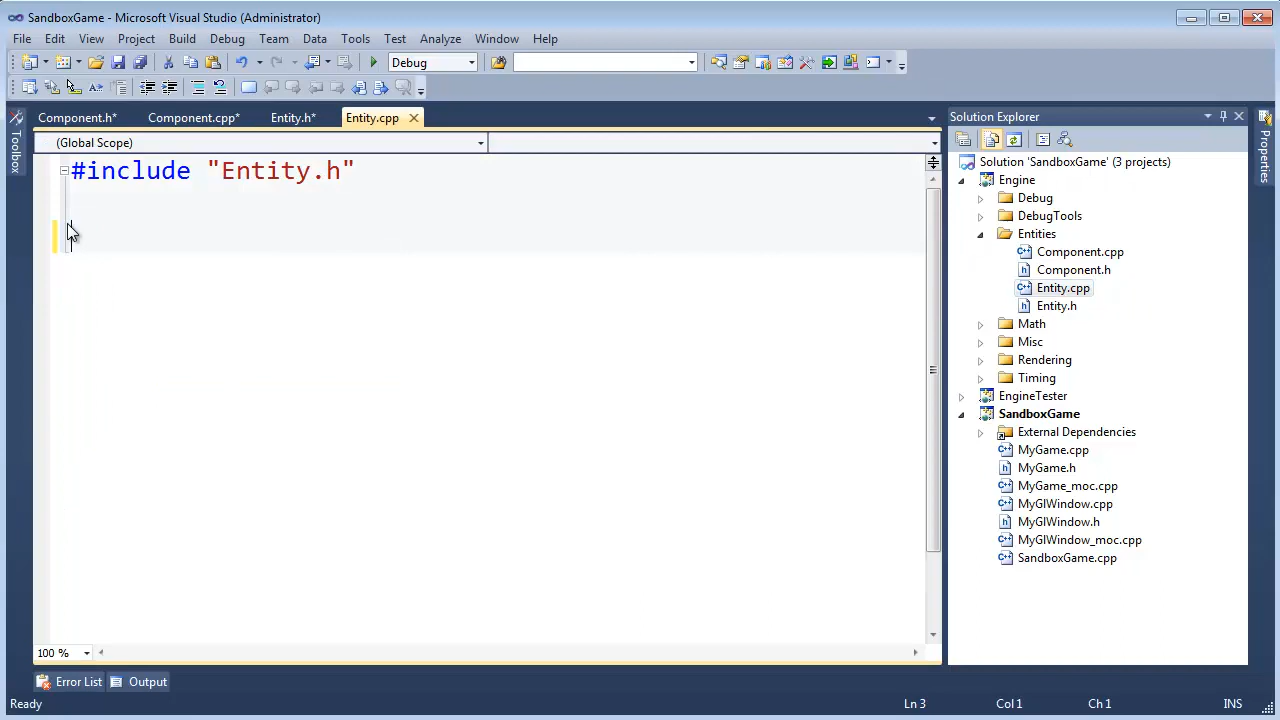 SandboxGame - Microsoft Visual Studio (Administrator)
File Edit View Project Build Debug Team Data Tools Test Analyze Window Help
Debug
Component.h* Component.cpp* Entity.h* Entity.cpp
(Global Scope)
#include "Entity.h"
100 %
Toolbox
Solution Explorer
Solution 'SandboxGame' (3 projects)
Engine
Debug
DebugTools
Entities
Component.cpp
Component.h
Entity.cpp
Entity.h
Math
Misc
Rendering
Timing
EngineTester
SandboxGame
External Dependencies
MyGame.cpp
MyGame.h
MyGame_moc.cpp
MyGlWindow.cpp
MyGlWindow.h
MyGlWindow_moc.cpp
SandboxGame.cpp
Properties
Error List Output
Ready Ln 3 Col 1 Ch 1 INS